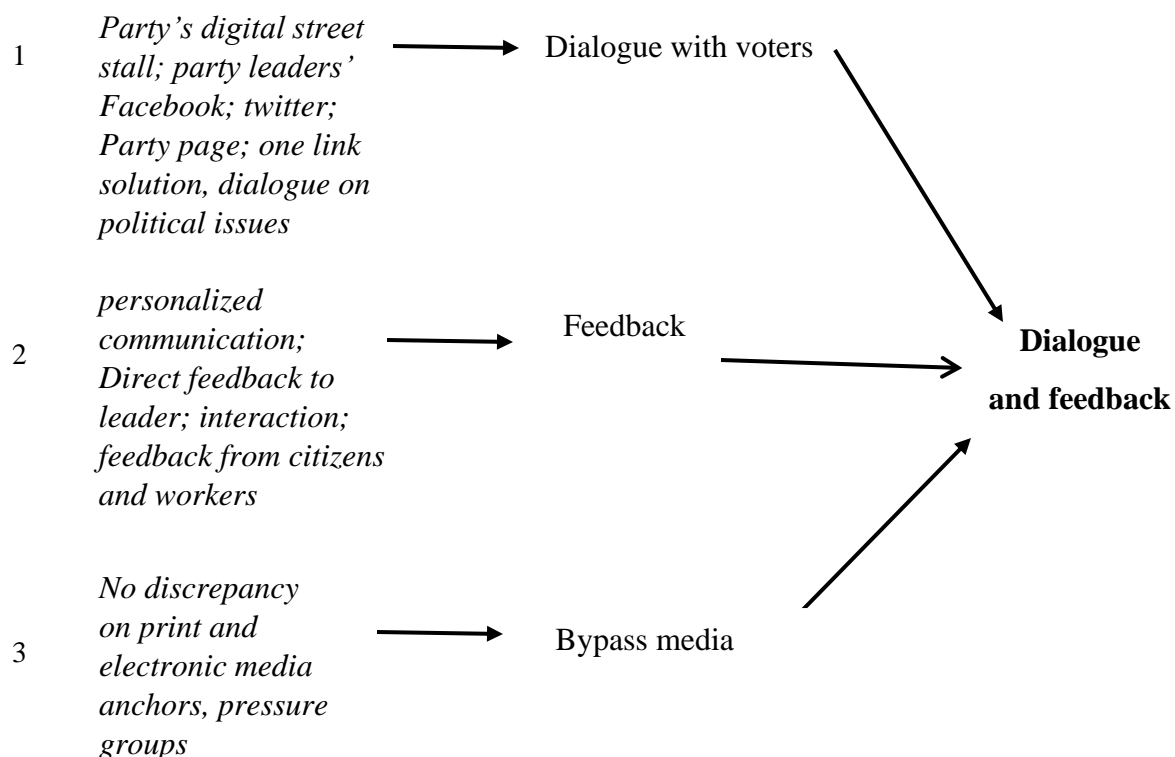 1
Party’s digital street
stall; party leaders’
Facebook; twitter;
Party page; one link
solution, dialogue on
political issues
Dialogue with voters
2
personalized
communication;
Direct feedback to
leader; interaction;
feedback from citizens
and workers
Feedback
3
No discrepancy
on print and
electronic media
anchors, pressure
groups
Bypass media
Dialogue
and feedback